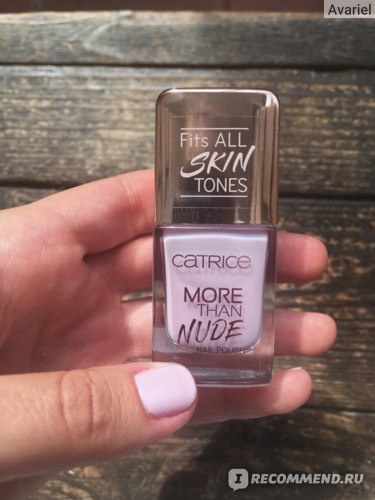 Avariel
Fits ALL
SKIN
TONES
CATRICE
MORE
THAN
NUDE
NAIL POLISH
I RECOMMEND.RU